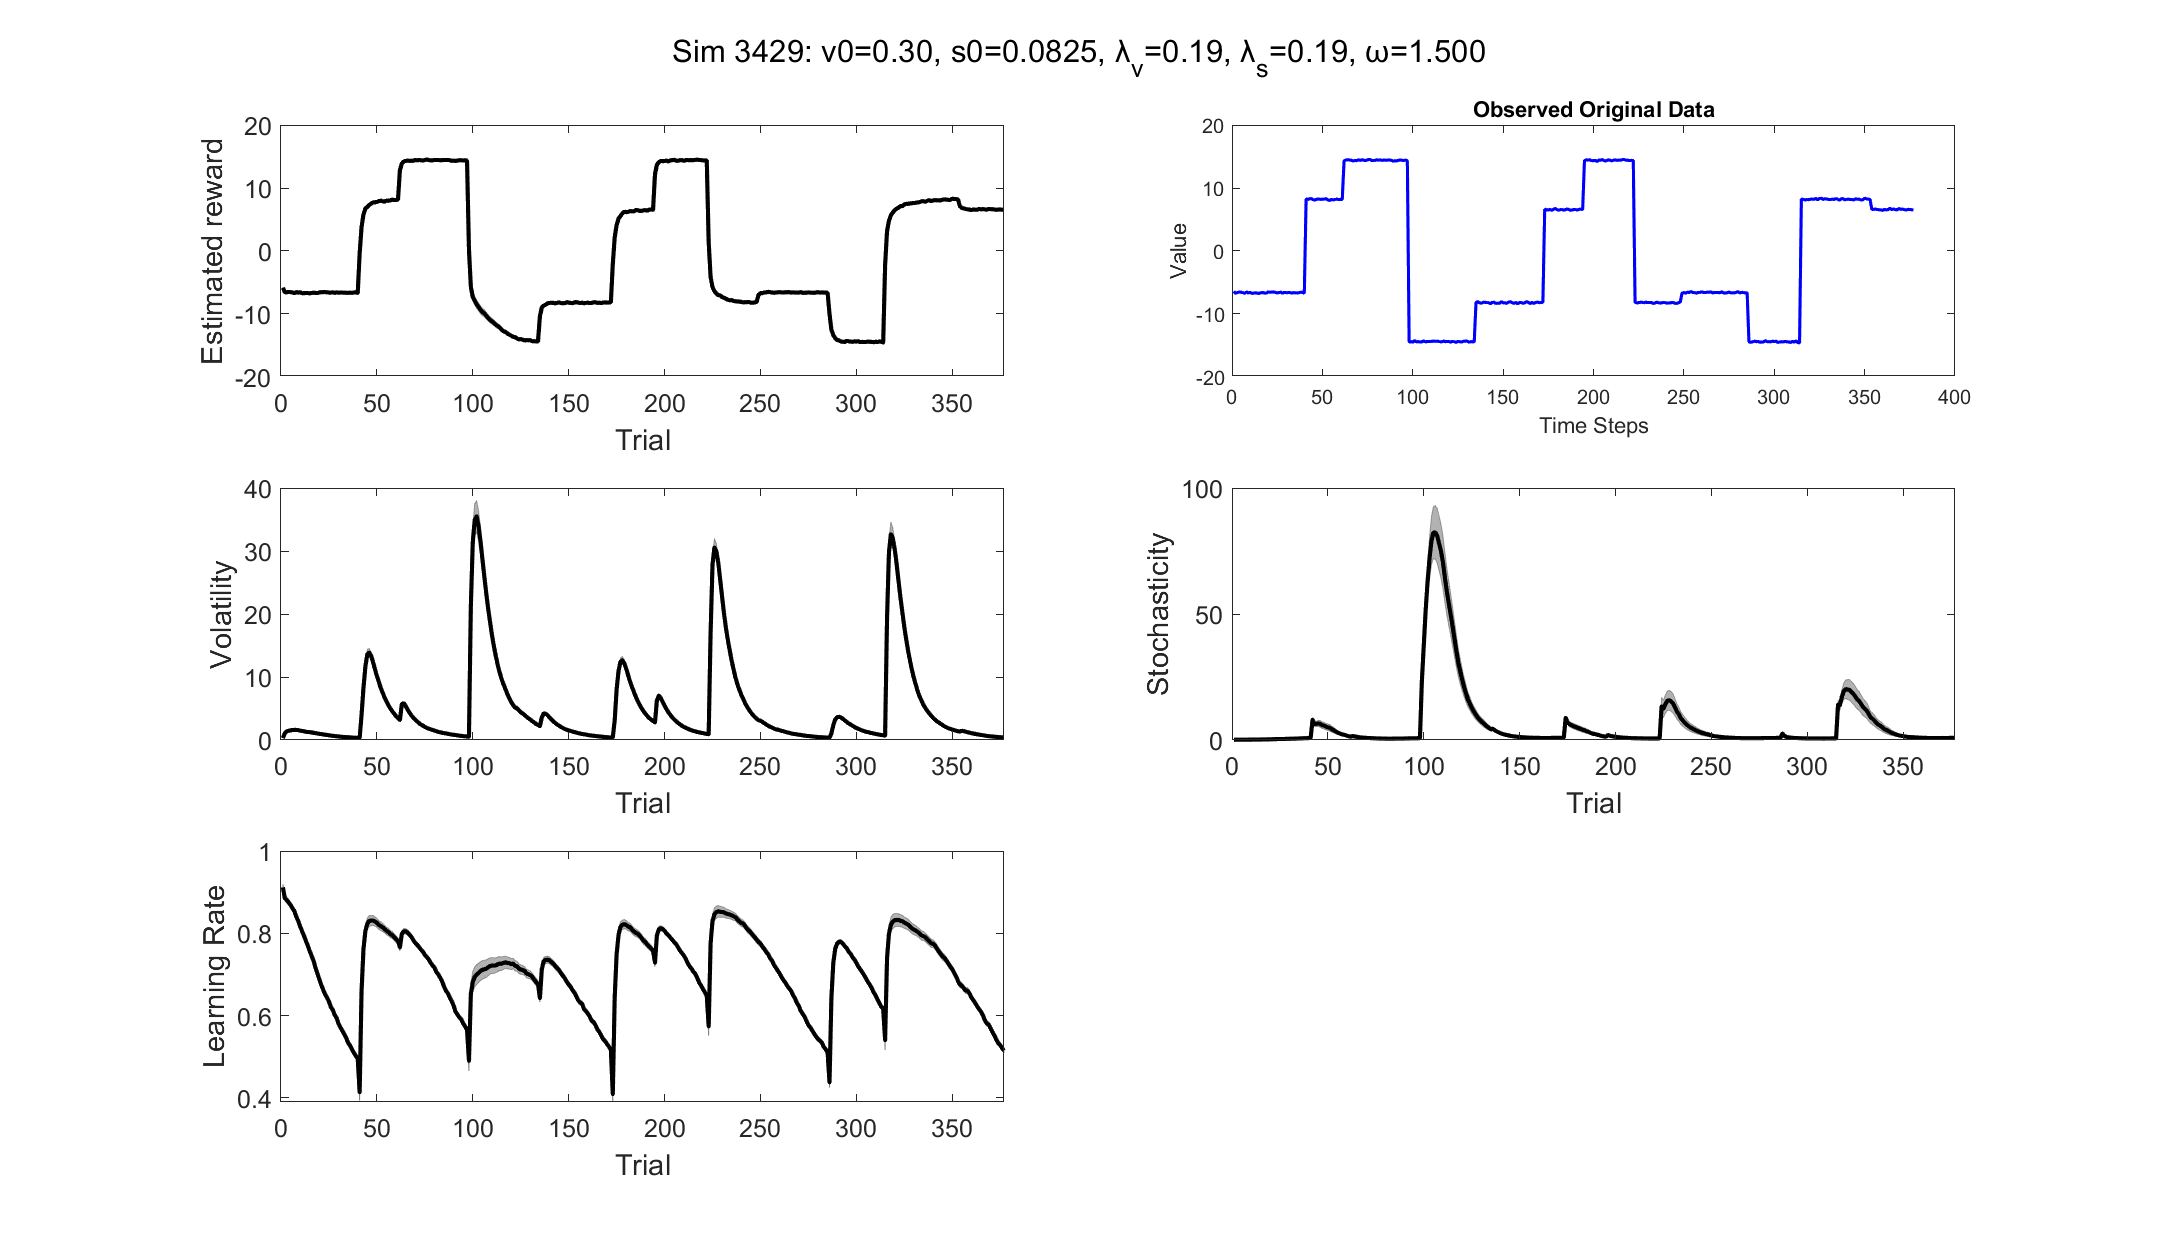 Sim 3429: v0=0.30, s0=0.0825, λ_v=0.19, λ_s=0.19, ω=1.500
Estimated reward
20
10
0
-10
-20
0 50 100 150 200 250 300 350
Trial
Observed Original Data
Value
20
10
0
-10
-20
0 50 100 150 200 250 300 350 400
Time Steps
Volatility
40
30
20
10
0
0 50 100 150 200 250 300 350
Trial
Stochasticity
100
50
0
0 50 100 150 200 250 300 350
Trial
Learning Rate
1
0.8
0.6
0.4
0 50 100 150 200 250 300 350
Trial